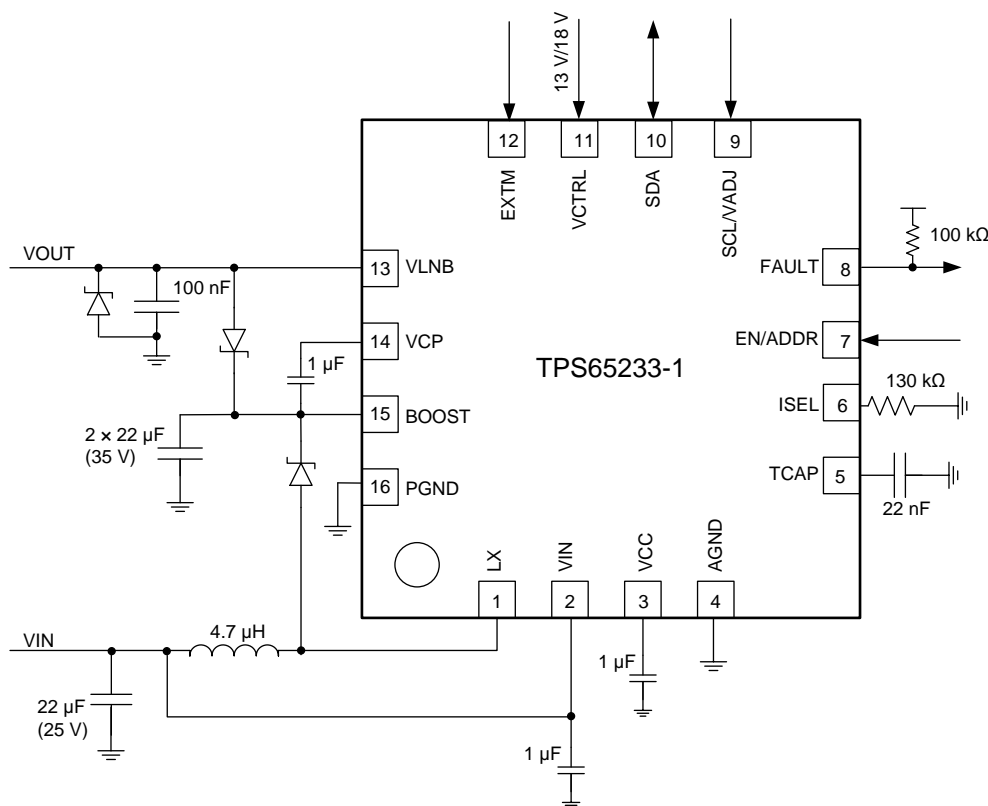 13 V/18 V
12
11
10
9
EXTM
VCTRL
SDA
SCL/VADJ
VOUT
100 nF
13
VLNB
14
VCP
1 µF
15
BOOST
2 × 22 µF
(35 V)
16
PGND
TPS65233-1
100 kΩ
FAULT
8
EN/ADDR
7
130 kΩ
ISEL
6
TCAP
5
22 nF
LX
VIN
VCC
AGND
1
2
3
4
VIN
4.7 µH
22 µF
(25 V)
1 µF
1 µF